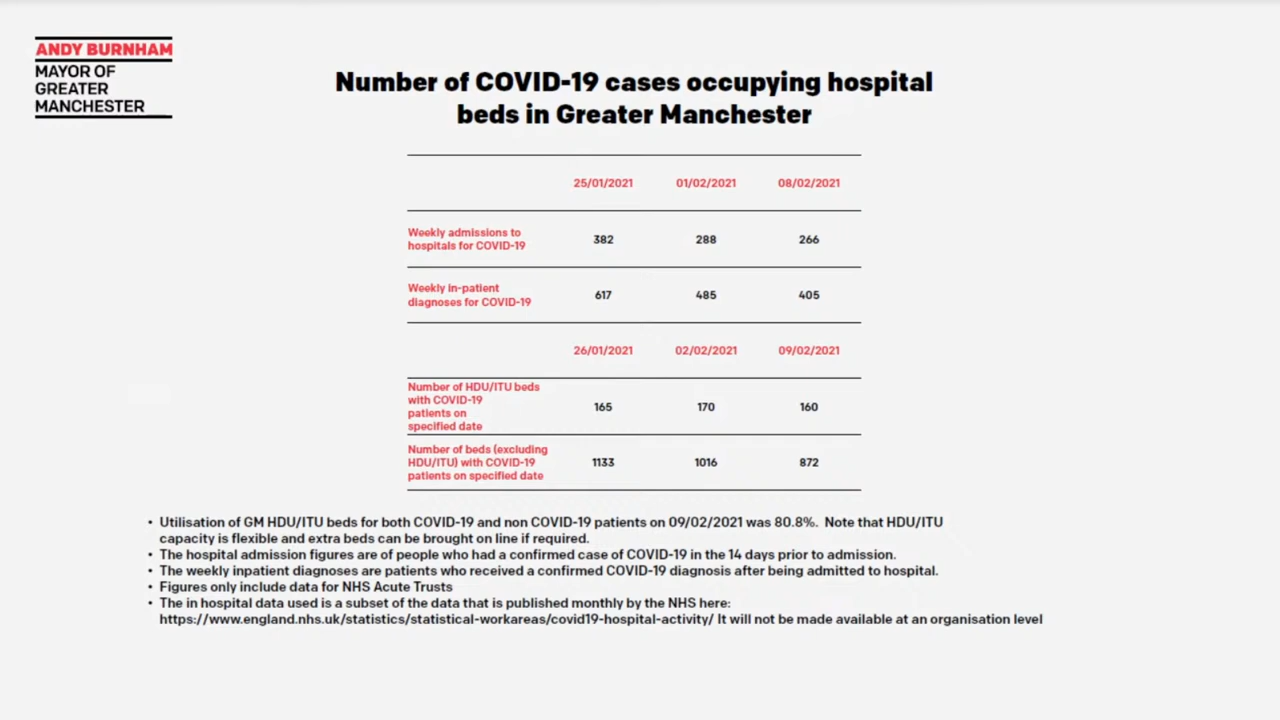 ANDY BURNHAM
MAYOR OF
GREATER
MANCHESTER
Number of COVID-19 cases occupying hospital
beds in Greater Manchester
25/01/2021 01/02/2021 08/02/2021
Weekly admissions to
hospitals for COVID-19
382 288 266
Weekly in-patient
diagnoses for COVID-19
617 485 405
26/01/2021 02/02/2021 09/02/2021
Number of HDU/ITU beds
with COVID-19
patients on
specified date
165 170 160
Number of beds (excluding
HDU/ITU) with COVID-19
patients on specified date
1133 1016 872
• Utilisation of GM HDU/ITU beds for both COVID-19 and non COVID-19 patients on 09/02/2021 was 80.8%. Note that HDU/ITU
capacity is flexible and extra beds can be brought on line if required.
• The hospital admission figures are of people who had a confirmed case of COVID-19 in the 14 days prior to admission.
• The weekly inpatient diagnoses are patients who received a confirmed COVID-19 diagnosis after being admitted to hospital.
• Figures only include data for NHS Acute Trusts
• The in hospital data used is a subset of the data that is published monthly by the NHS here:
https://www.england.nhs.uk/statistics/statistical-workareas/covid19-hospital-activity/ It will not be made available at an organisation level